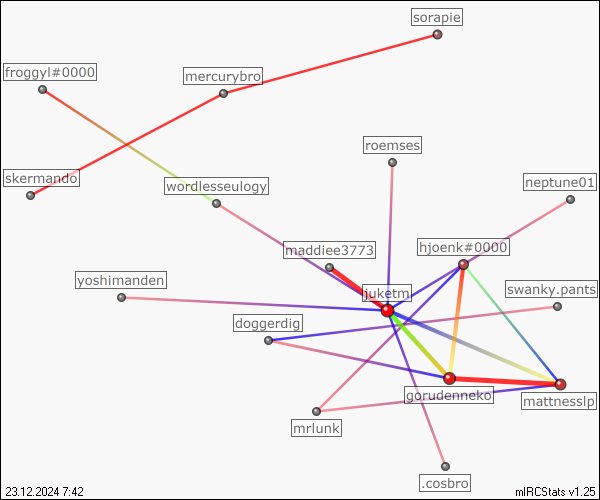 sorapie
froggyl#0000
mercurybro
roemses
skermando
wordlesseulogy
neptune01
maddiee3773
hjoenk#0000
yoshimanden
juketm
swanky.pants
doggerdig
gorudenneko
mattnesslp
mrlunk
.cosbro
23.12.2024 7:42
mIRCStats v1.25